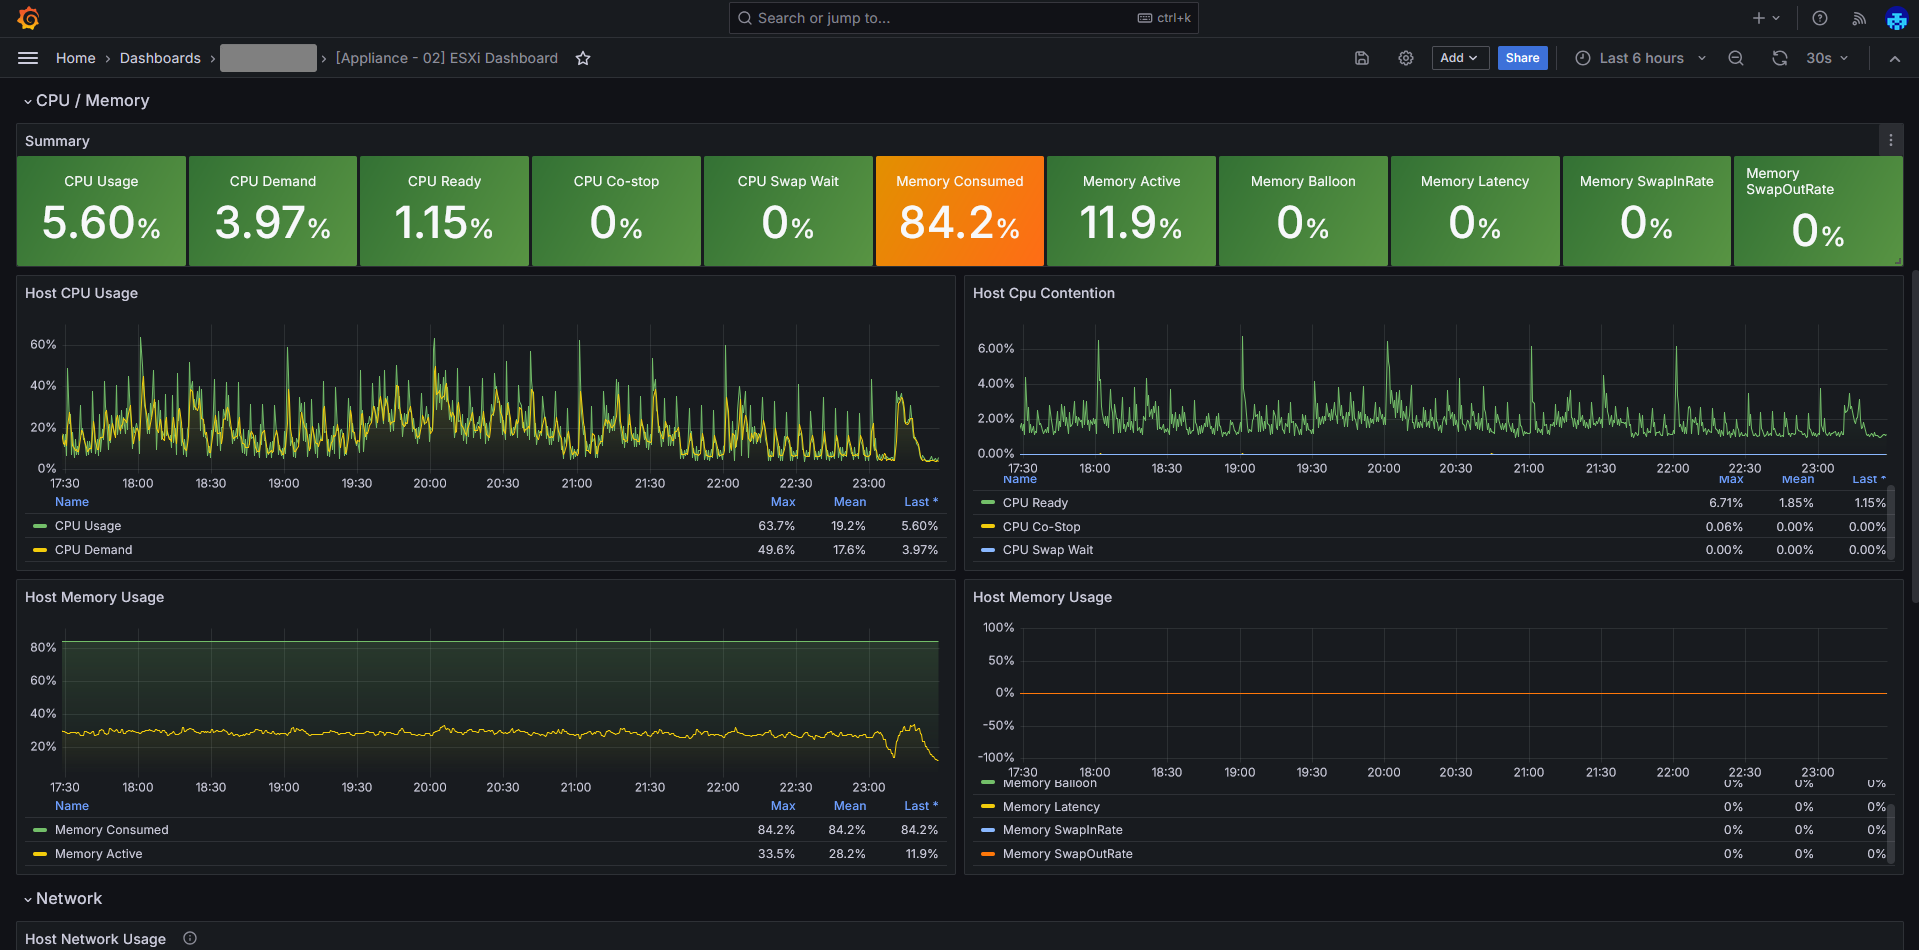 Search or jump to... ctrl+k
Home › Dashboards › › [Appliance - 02] ESXi Dashboard
Add Share Last 6 hours 30s
CPU / Memory
Summary
CPU Usage
5.60%
CPU Demand
3.97%
CPU Ready
1.15%
CPU Co-stop
0%
CPU Swap Wait
0%
Memory Consumed
84.2%
Memory Active
11.9%
Memory Balloon
0%
Memory Latency
0%
Memory SwapInRate
0%
Memory
SwapOutRate
0%
Host CPU Usage
60%
40%
20%
0%
17:30 18:00 18:30 19:00 19:30 20:00 20:30 21:00 21:30 22:00 22:30 23:00
Name Max Mean Last *
CPU Usage 63.7% 19.2% 5.60%
CPU Demand 49.6% 17.6% 3.97%
Host Cpu Contention
6.00%
4.00%
2.00%
0.00%
17:30 18:00 18:30 19:00 19:30 20:00 20:30 21:00 21:30 22:00 22:30 23:00
Name Max Mean Last *
CPU Ready 6.71% 1.85% 1.15%
CPU Co-Stop 0.06% 0.00% 0.00%
CPU Swap Wait 0.00% 0.00% 0.00%
Host Memory Usage
80%
60%
40%
20%
17:30 18:00 18:30 19:00 19:30 20:00 20:30 21:00 21:30 22:00 22:30 23:00
Name Max Mean Last *
Memory Consumed 84.2% 84.2% 84.2%
Memory Active 33.5% 28.2% 11.9%
Host Memory Usage
100%
50%
0%
-50%
-100%
17:30 18:00 18:30 19:00 19:30 20:00 20:30 21:00 21:30 22:00 22:30 23:00
Memory Balloon 0% 0% 0%
Memory Latency 0% 0% 0%
Memory SwapInRate 0% 0% 0%
Memory SwapOutRate 0% 0% 0%
Network
Host Network Usage